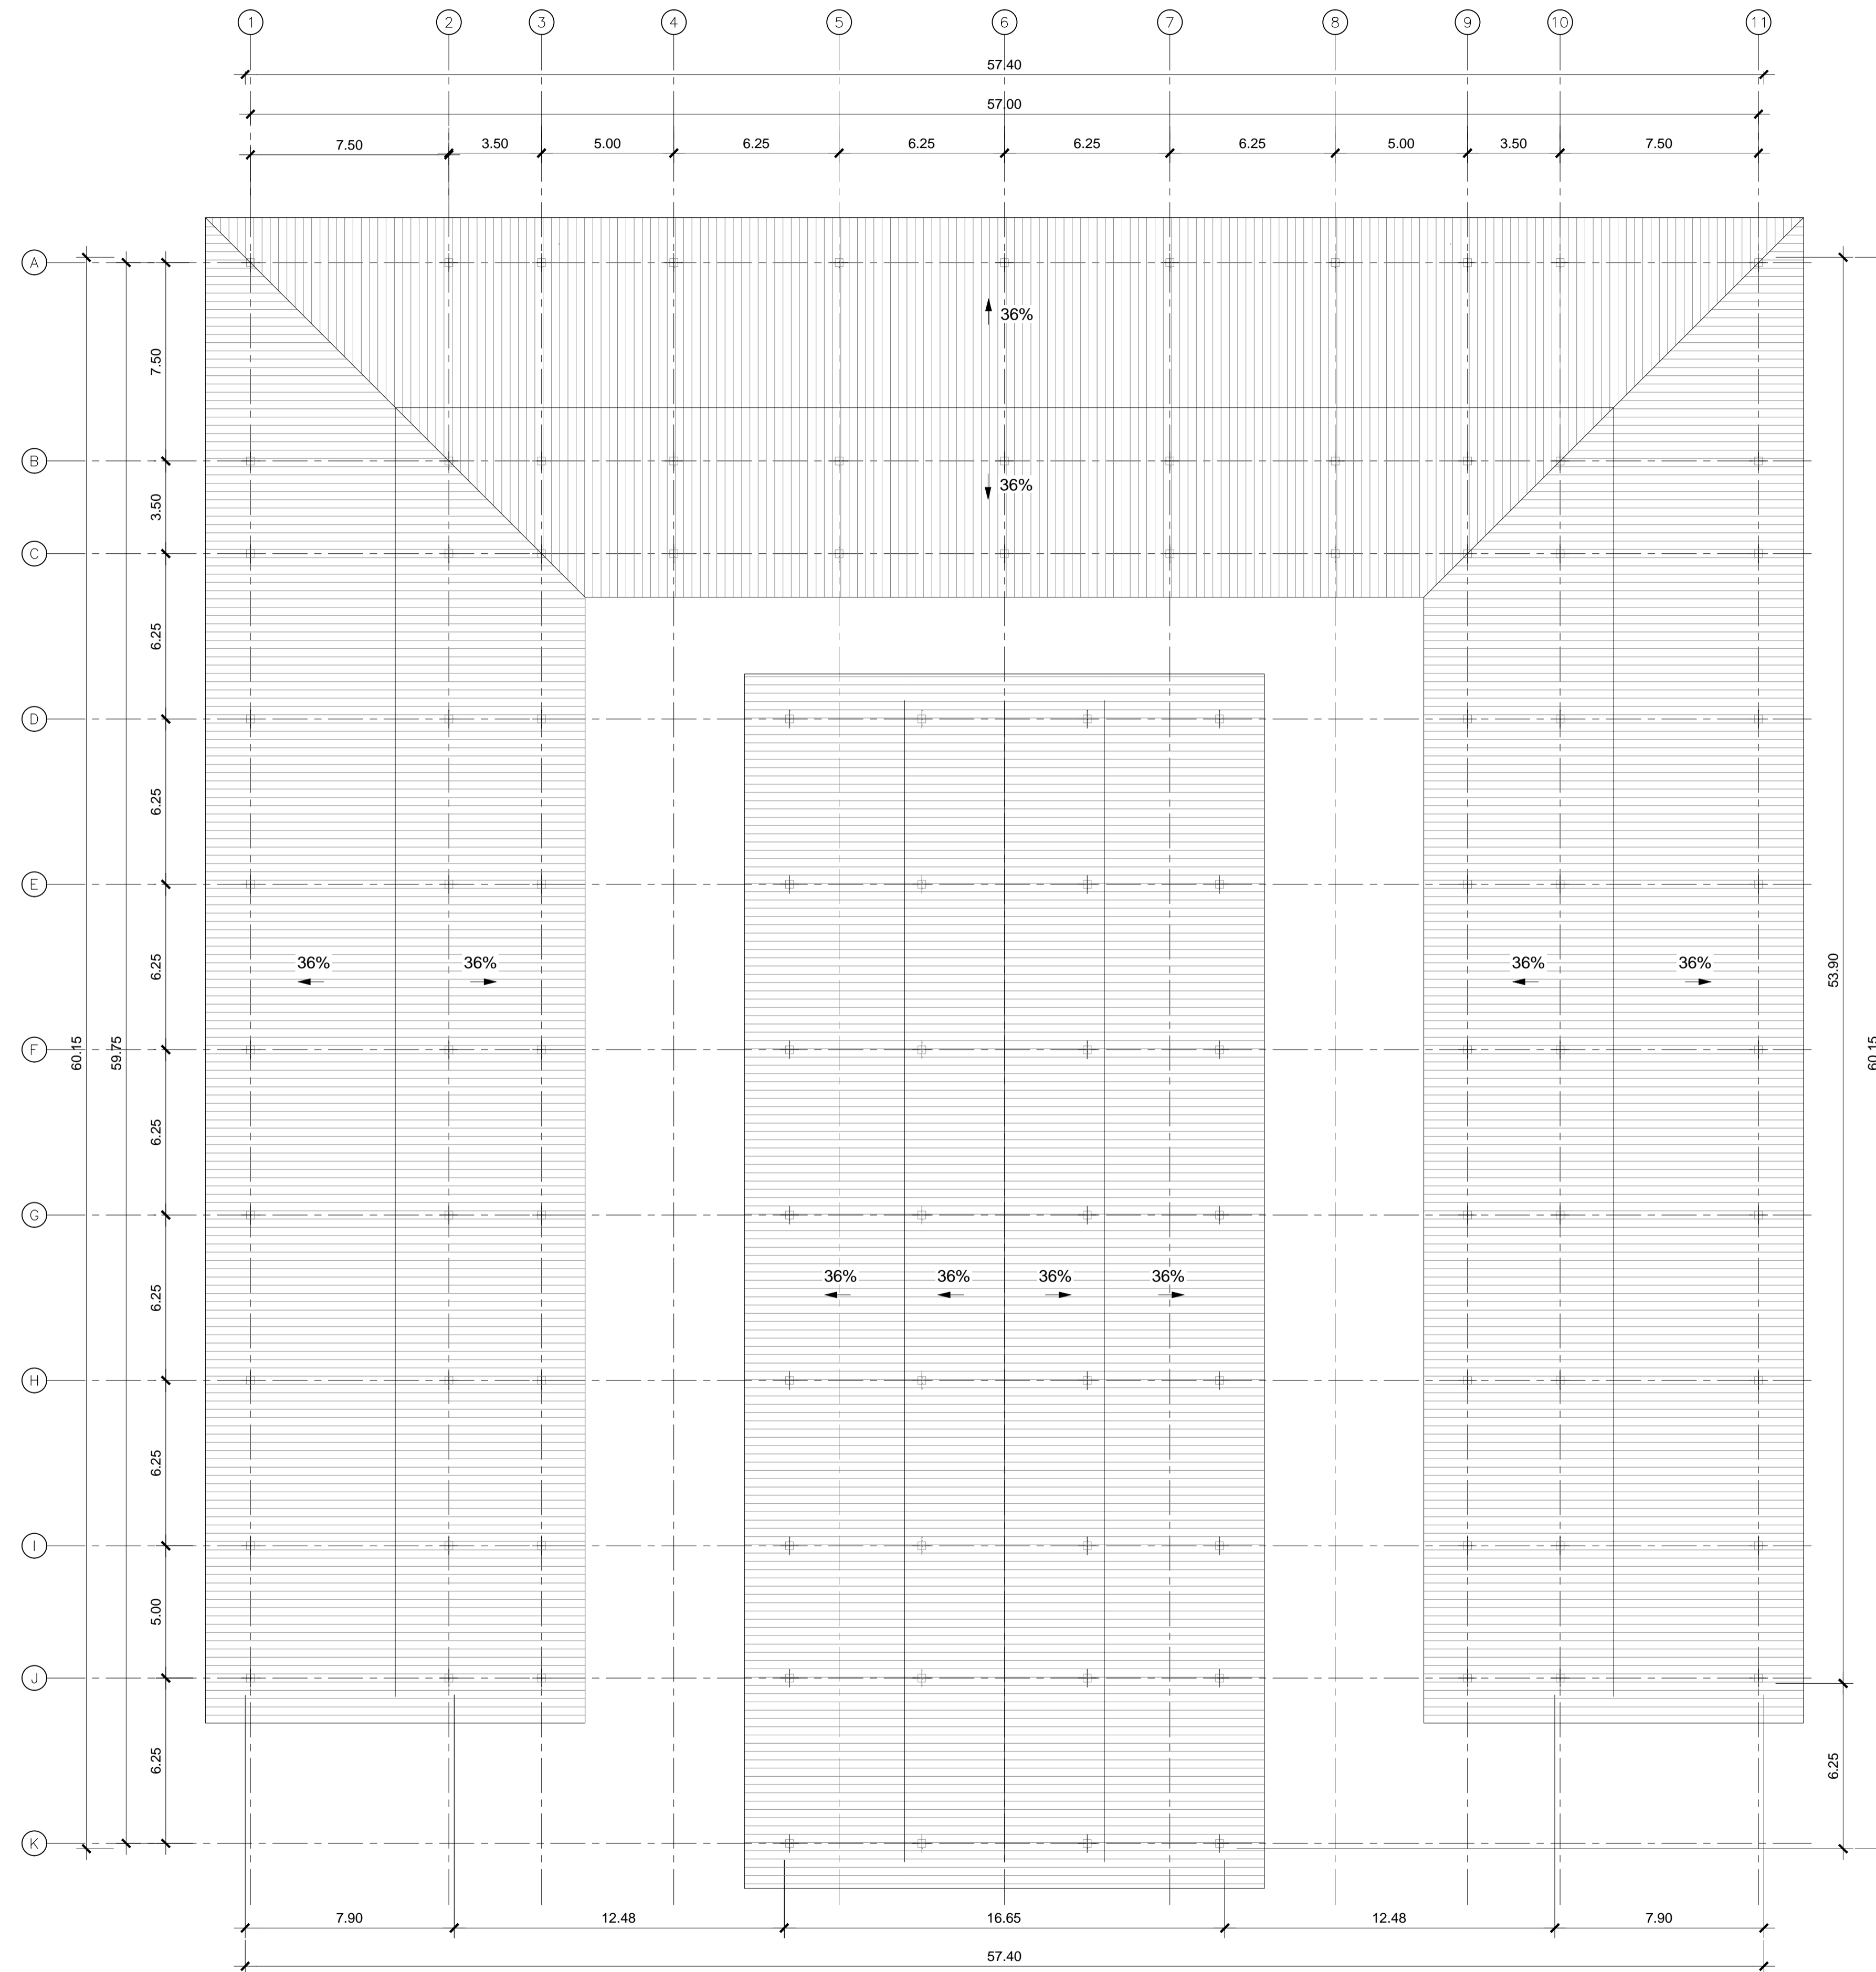 1 2 3 4 5 6 7 8 9 10 11
57.40
57.00
7.50 3.50 5.00 6.25 6.25 6.25 6.25 5.00 3.50 7.50
A
36%
7.50
B
36%
3.50
C
6.25
D
6.25
E
36% 36% 36% 36%
6.25
53.90
F
60.15
59.75
60.15
6.25
G
36% 36% 36% 36%
6.25
H
6.25
I
5.00
J
6.25
6.25
K
7.90 12.48 16.65 12.48 7.90
57.40